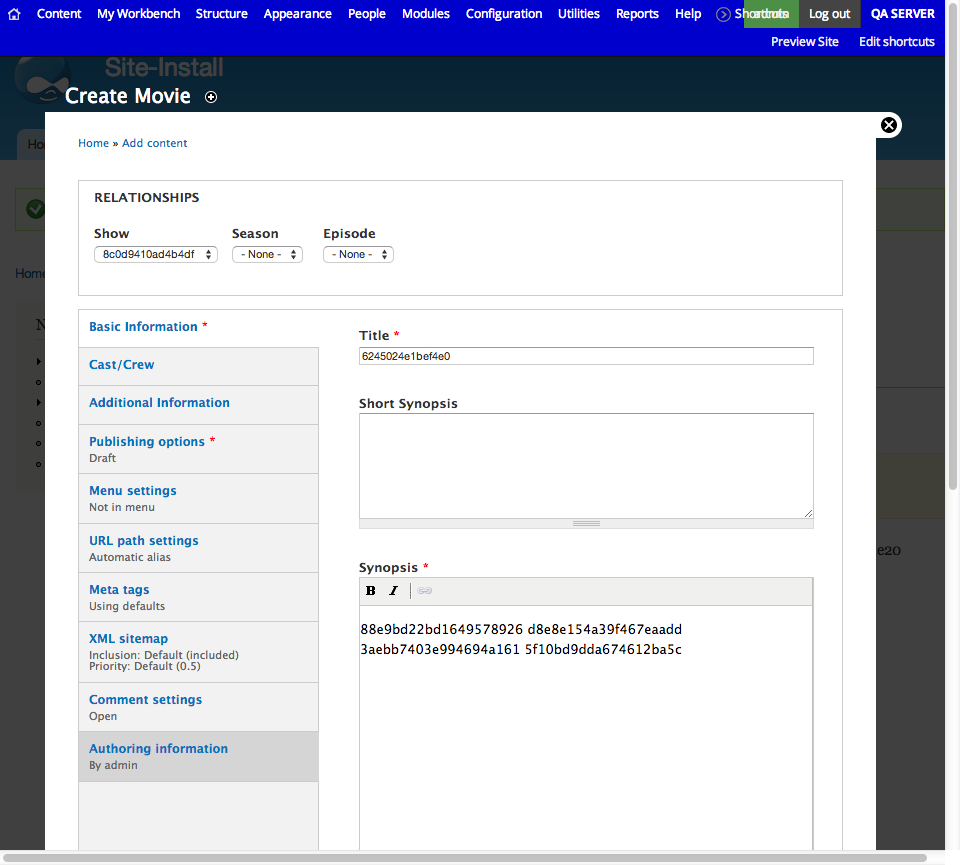 Content My Workbench Structure Appearance People Modules Configuration Utilities Reports Help Shortcuts Log out QA SERVER
Preview Site Edit shortcuts
Site-Install
Create Movie
Home » Add content
RELATIONSHIPS
Show Season Episode
8c0d9410ad4b4df - None - - None -
Basic Information *
Title *
6245024e1bef4e0
Cast/Crew
Additional Information
Short Synopsis
Publishing options *
Draft
Menu settings
Not in menu
URL path settings
Automatic alias
Synopsis *
Meta tags
Using defaults
B I
XML sitemap
Inclusion: Default (included)
Priority: Default (0.5)
88e9bd22bd1649578926 d8e8e154a39f467eaadd
3aebb7403e994694a161 5f10bd9dda674612ba5c
Comment settings
Open
Authoring information
By admin
Home
e20